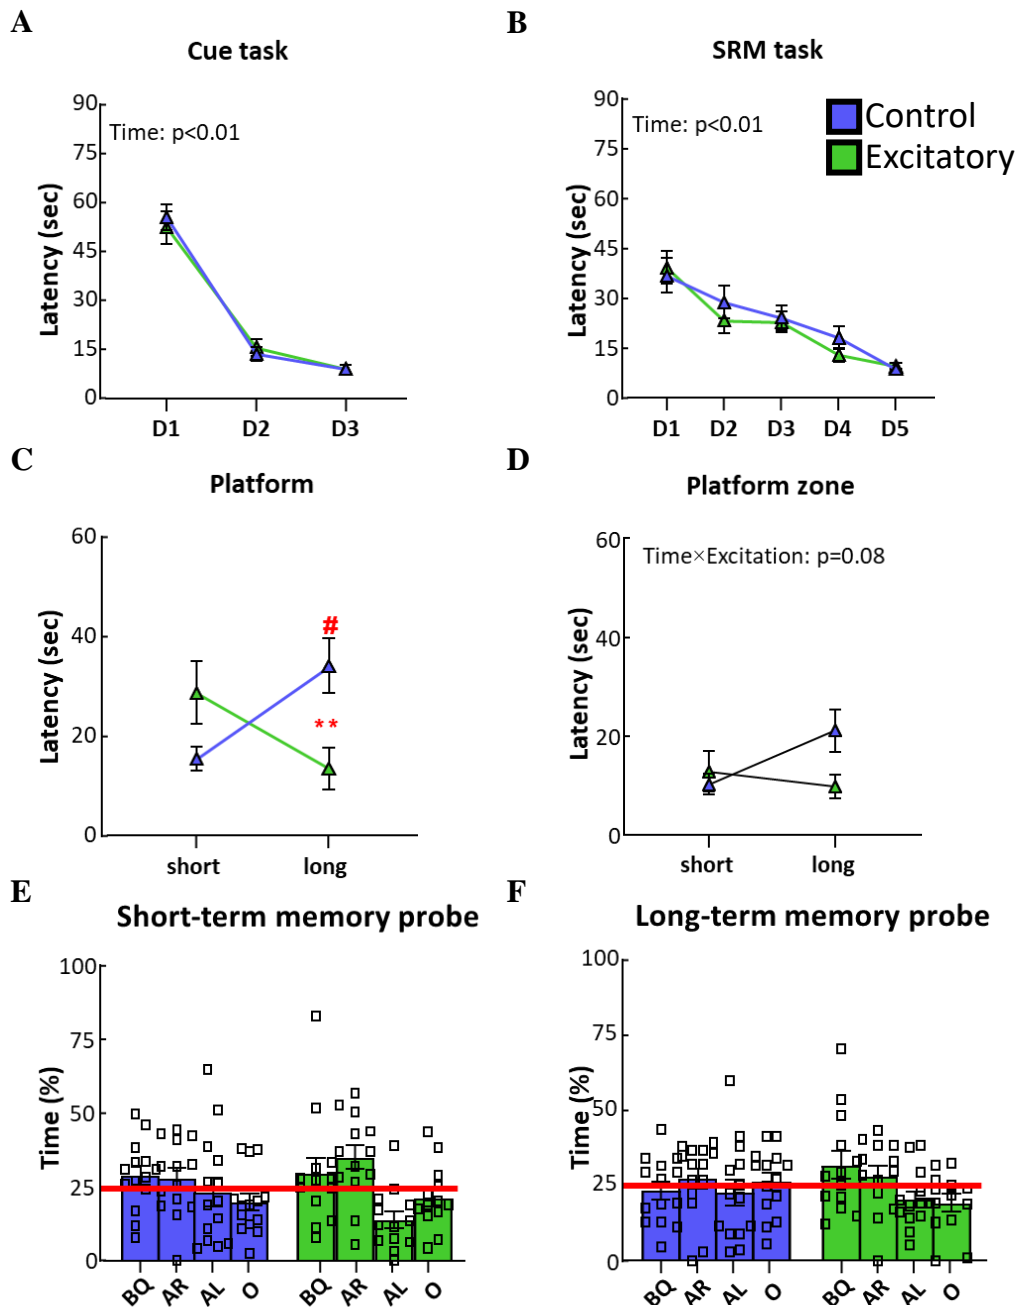 A
Cue task
Latency (sec)
90
75
60
45
30
15
0
Time: p<0.01
D1 D2 D3
B
SRM task
Latency (sec)
90
75
60
45
30
15
0
Time: p<0.01
Control
Excitatory
D1 D2 D3 D4 D5
C
Platform
Latency (sec)
60
40
20
0
#
**
short long
D
Platform zone
Latency (sec)
60
40
20
0
Time×Excitation: p=0.08
short long
E
Short-term memory probe
Time (%)
100
75
50
25
0
BQ AR AL O BQ AR AL O
F
Long-term memory probe
Time (%)
100
75
50
25
0
BQ AR AL O BQ AR AL O